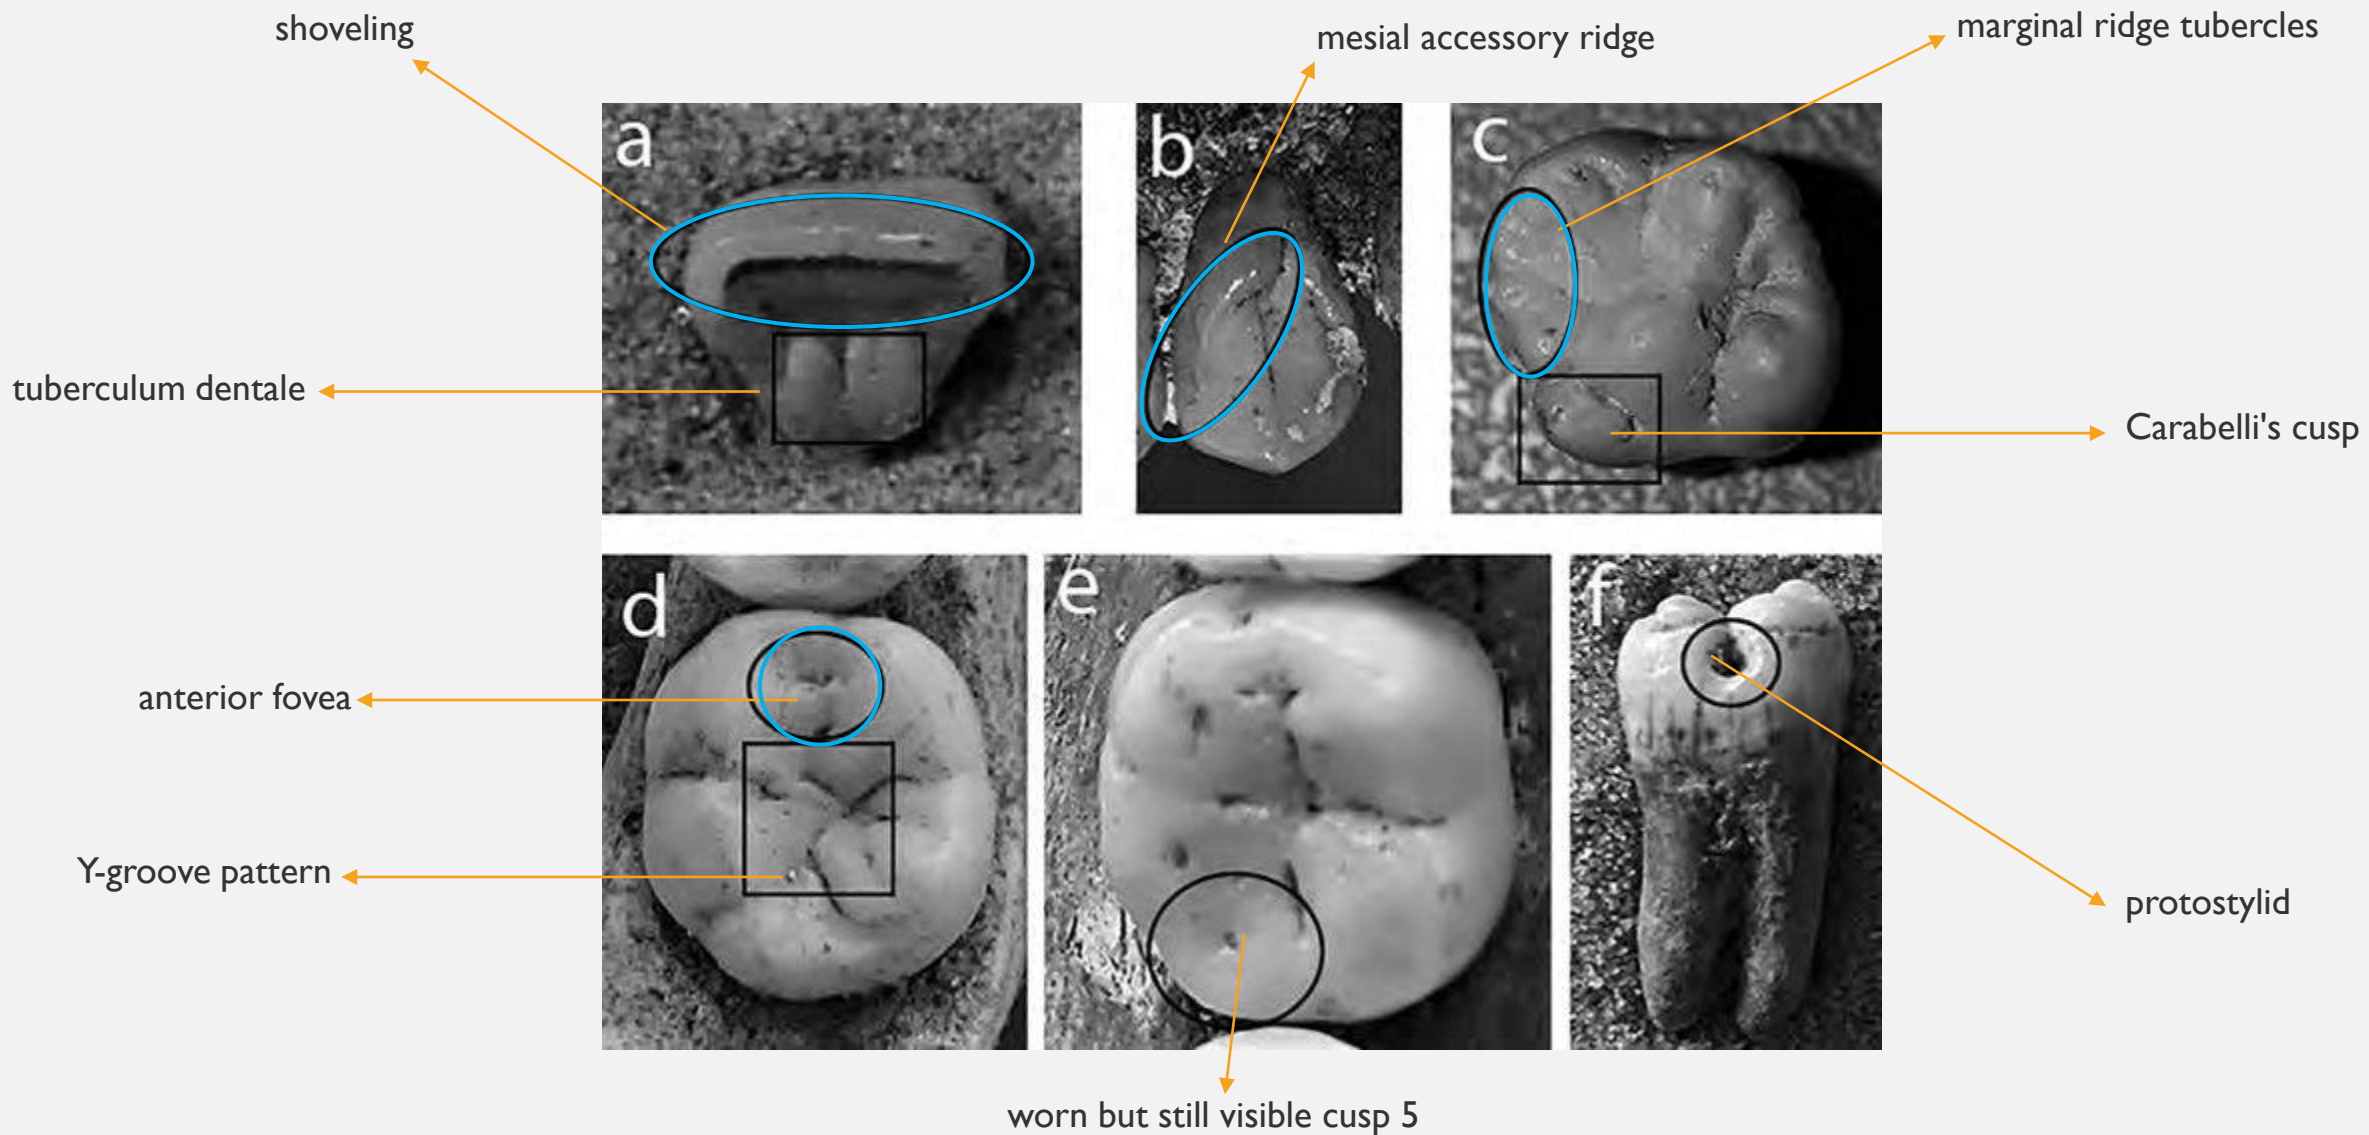 shoveling
mesial accessory ridge
marginal ridge tubercles
a
b
c
tuberculum dentale
Carabelli's cusp
d
e
f
anterior fovea
Y-groove pattern
protostylid
worn but still visible cusp 5